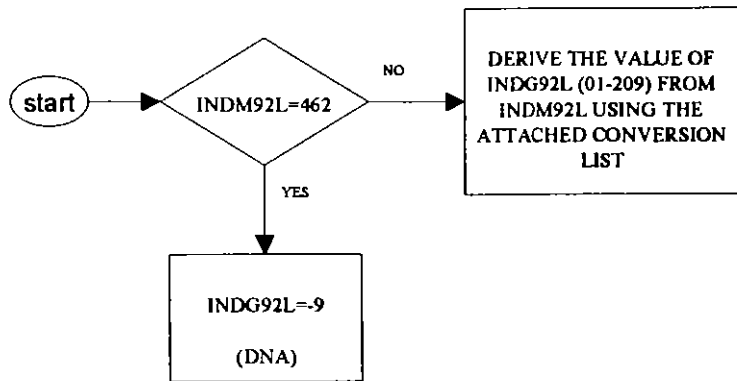 start
INDM92L=462
NO
DERIVE THE VALUE OF
INDG92L (01-209) FROM
INDM92L USING THE
ATTACHED CONVERSION
LIST
YES
INDG92L=-9
(DNA)